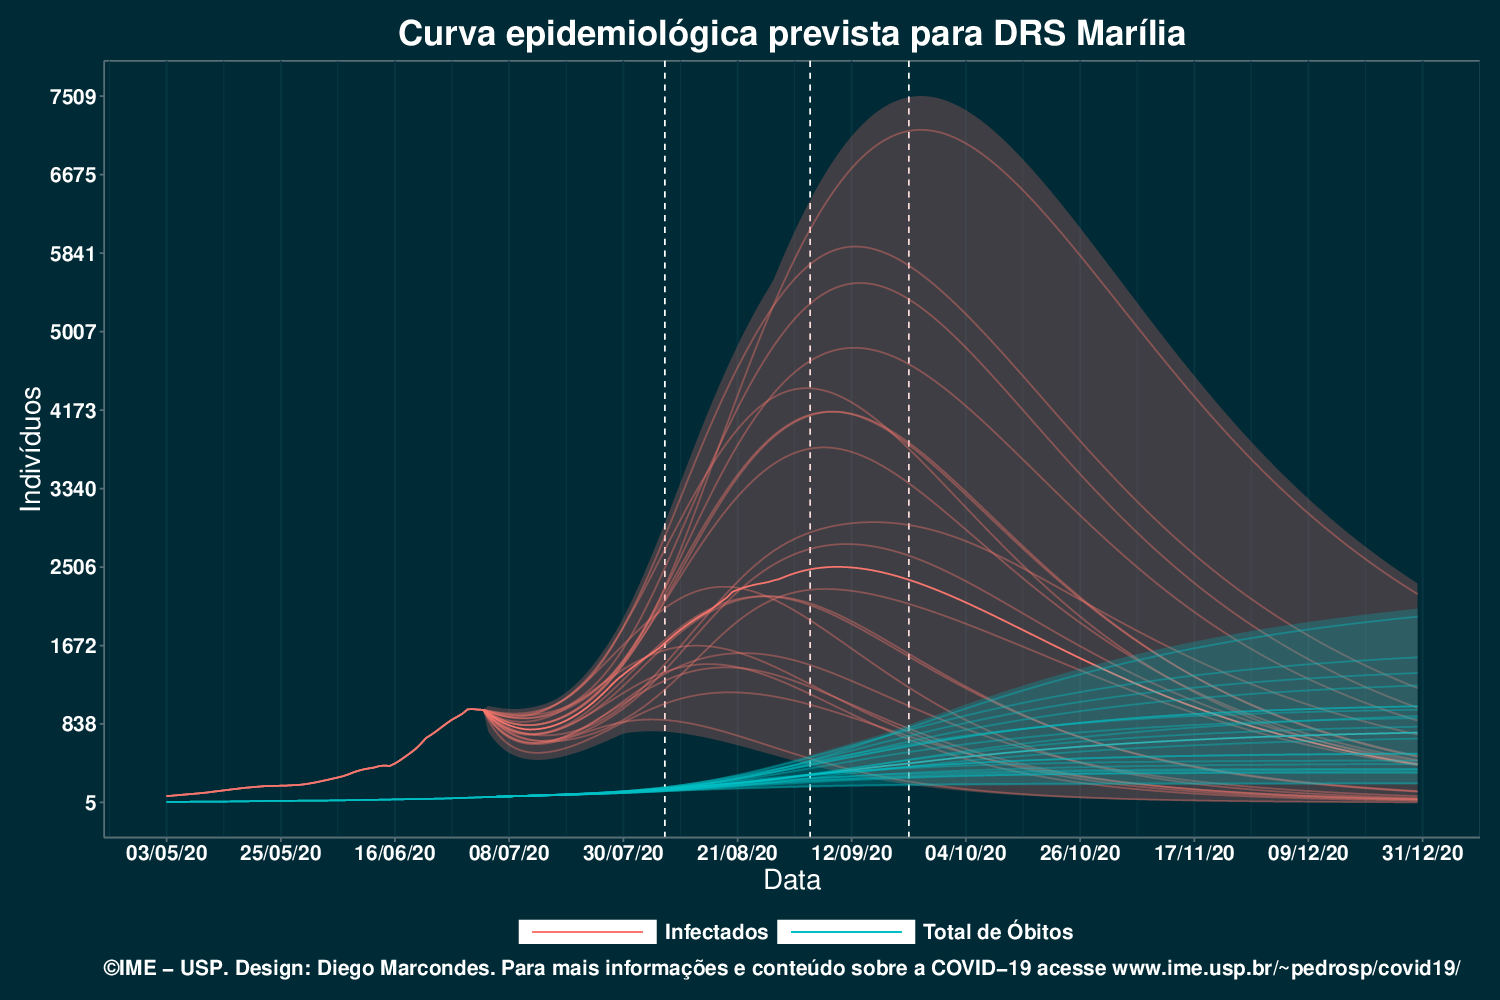 Curva epidemiológica prevista para DRS Marília
Indivíduos
7509
6675
5841
5007
4173
3340
2506
1672
838
5
03/05/20 25/05/20 16/06/20 08/07/20 30/07/20 21/08/20 12/09/20 04/10/20 26/10/20 17/11/20 09/12/20 31/12/20
Data
Infectados Total de Óbitos
©IME – USP. Design: Diego Marcondes. Para mais informações e conteúdo sobre a COVID–19 acesse www.ime.usp.br/~pedrosp/covid19/